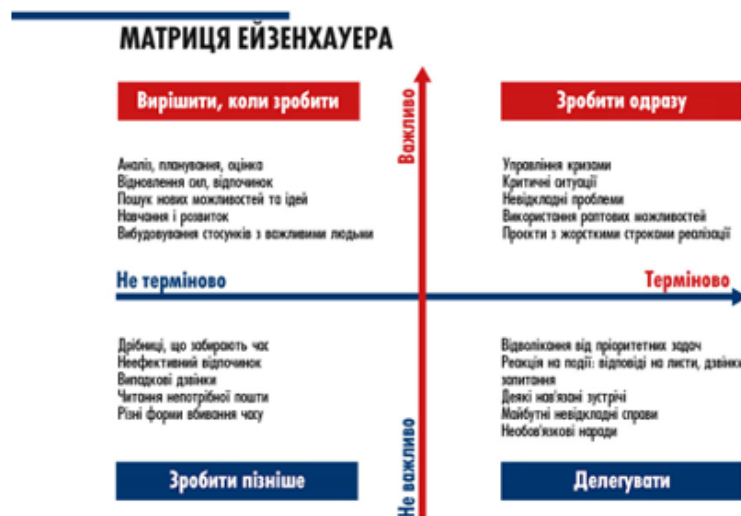 МАТРИЦЯ ЕЙЗЕНХАУЕРА
Вирішити, коли зробити
Важливо
Зробити одразу
Аналіз, планування, оцінка
Відновлення сил, відпочинок
Пошук нових можливостей та ідей
Навчання і розвиток
Вибудовування стосунків з важливими людьми
Управління кризами
Критичні ситуації
Невідкладні проблеми
Використання раптових можливостей
Проєкти з жорсткими строками реалізації
Не терміново
Терміново
Дрібниці, що забирають час
Неефективний відпочинок
Випадкові дзвінки
Читання непотрібної пошти
Різні форми вбивання часу
Відволікання від пріоритетних задач
Реакція на події: відповіді на листи, дзвінки
запитання
Деякі нав'язані зустрічі
Майбутні невідкладні справи
Необов'язкові наради
Зробити пізніше
Не важливо
Делегувати